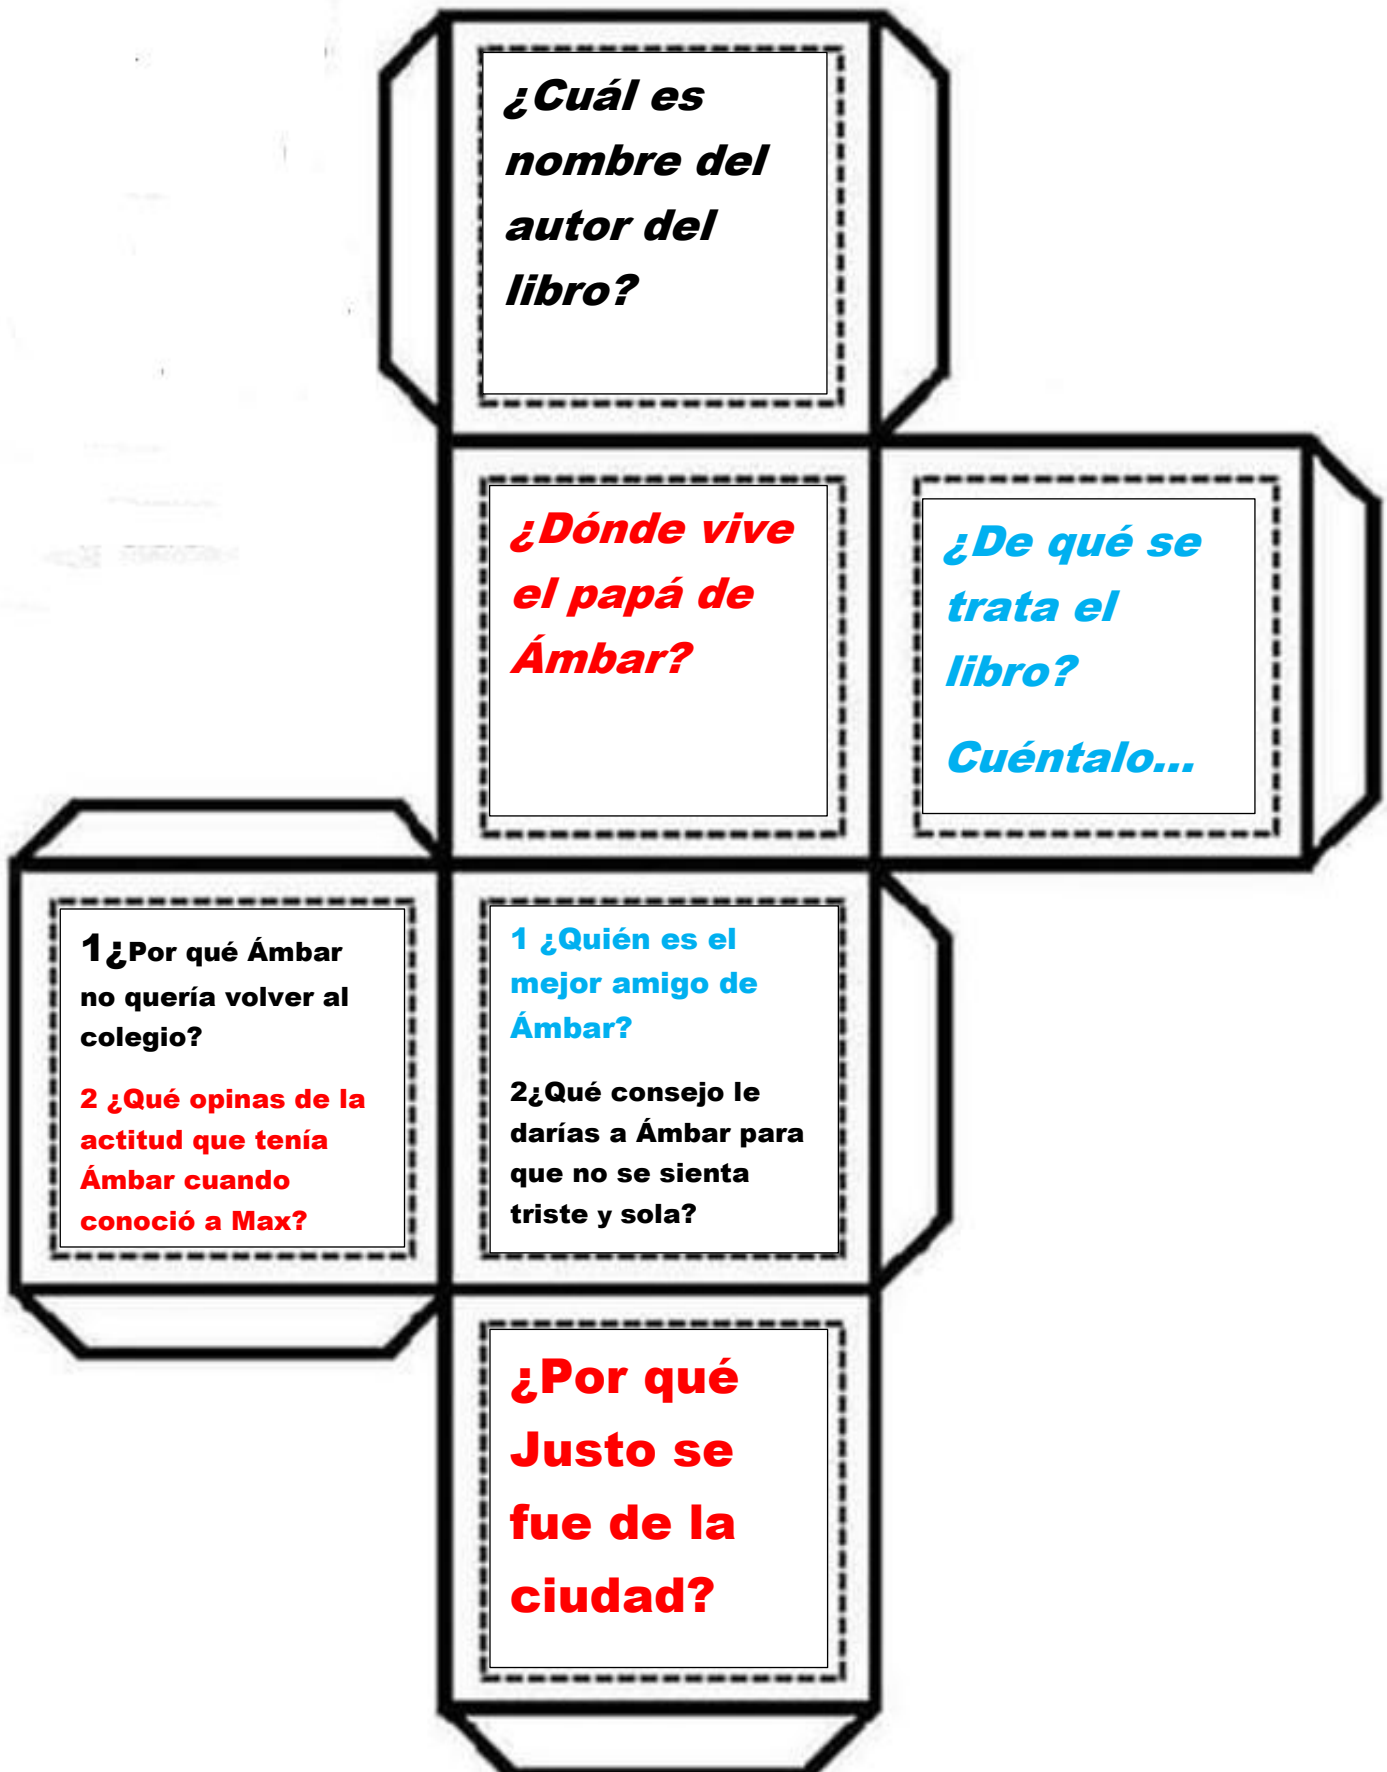 ¿Cuál es
nombre del
autor del
libro?
¿Dónde vive
el papá de
Ámbar?
¿De qué se
trata el
libro?
Cuéntalo...
1¿Por qué Ámbar
no quería volver al
colegio?
2 ¿Qué opinas de la
actitud que tenía
Ámbar cuando
conoció a Max?
1 ¿Quién es el
mejor amigo de
Ámbar?
2¿Qué consejo le
darías a Ámbar para
que no se sienta
triste y sola?
¿Por qué
Justo se
fue de la
ciudad?